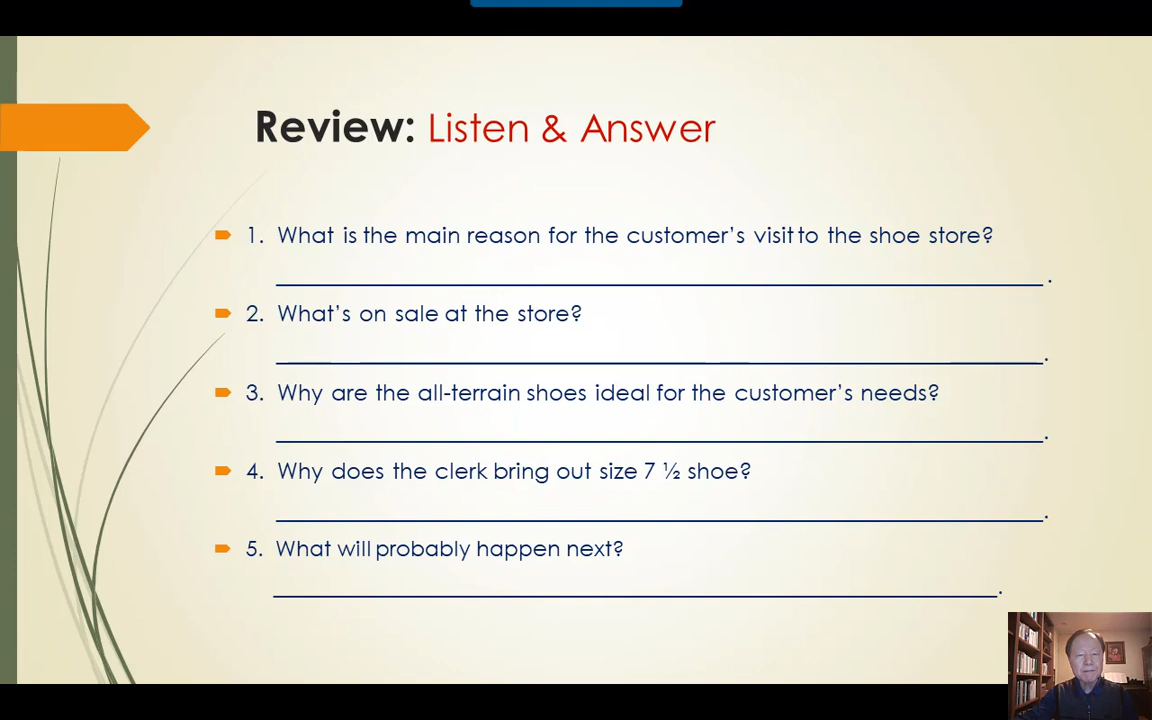 Review: Listen & Answer
1. What is the main reason for the customer's visit to the shoe store?
.
2. What's on sale at the store?
.
3. Why are the all-terrain shoes ideal for the customer's needs?
.
4. Why does the clerk bring out size 7 ½ shoe?
.
5. What will probably happen next?
.